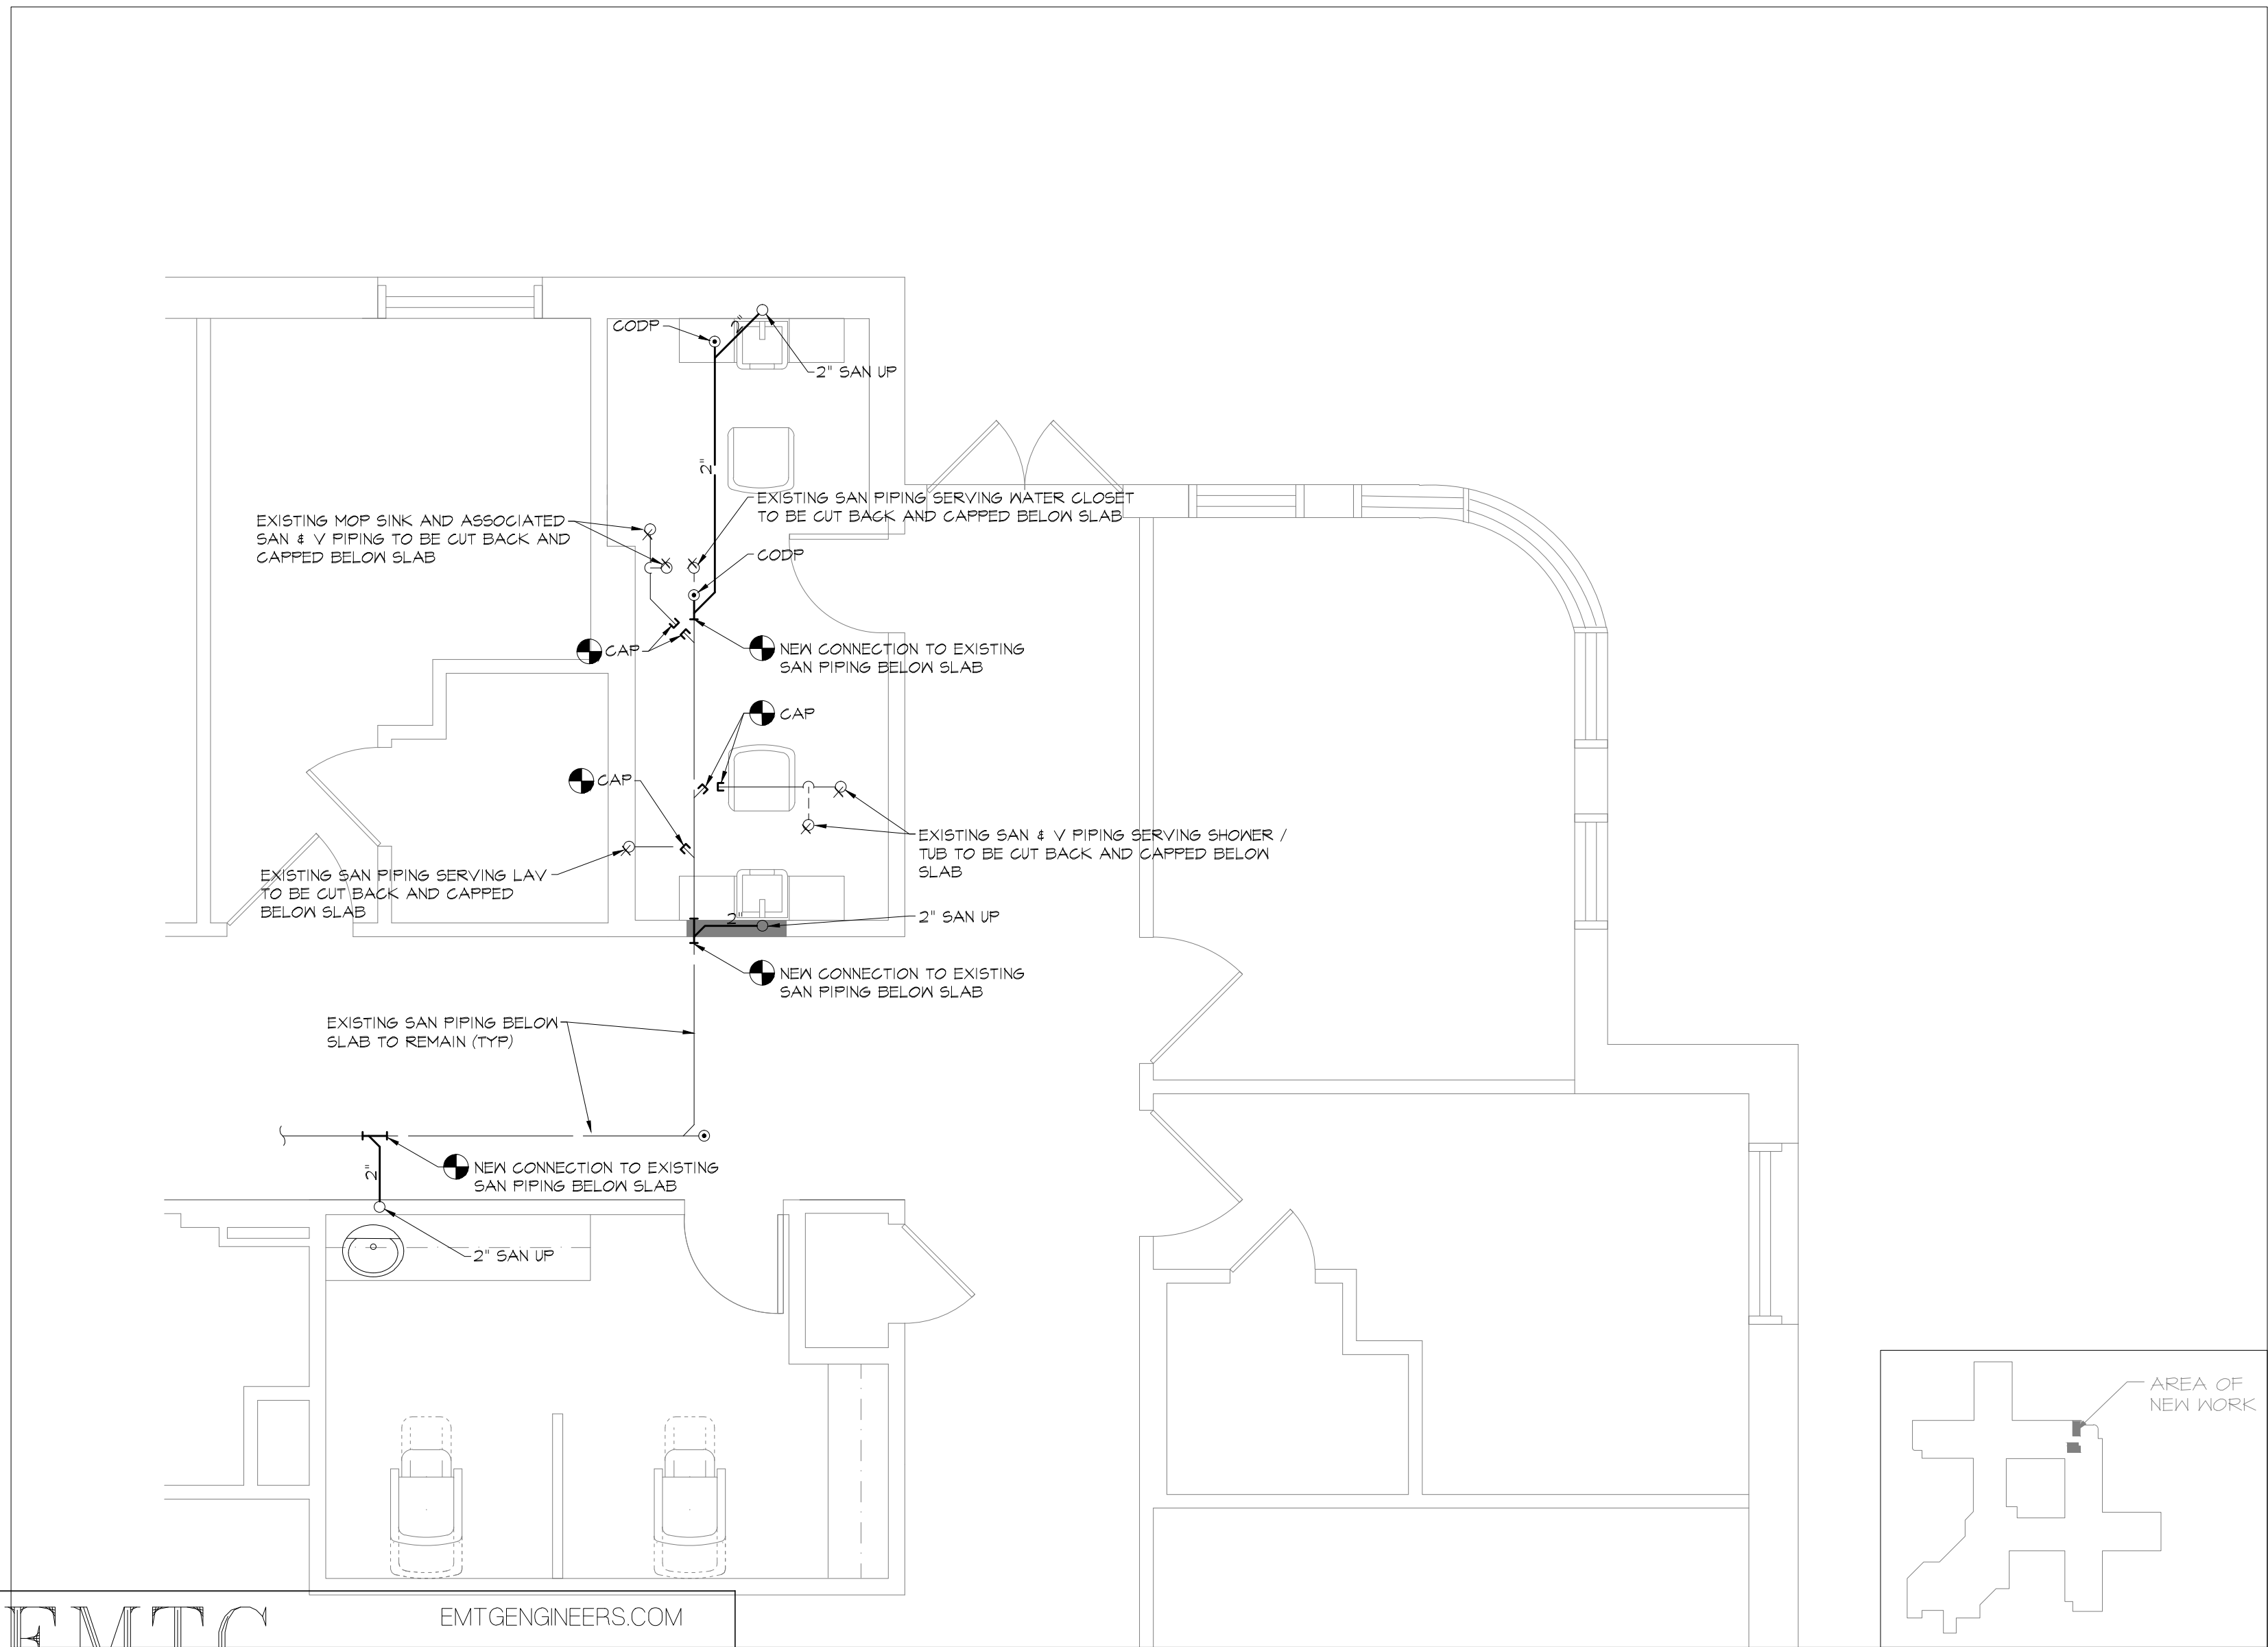 CODP
2"
2" SAN UP
2"
EXISTING SAN PIPING SERVING WATER CLOSET
TO BE CUT BACK AND CAPPED BELOW SLAB
EXISTING MOP SINK AND ASSOCIATED
SAN & V PIPING TO BE CUT BACK AND
CAPPED BELOW SLAB
CODP
CAP
NEW CONNECTION TO EXISTING
SAN PIPING BELOW SLAB
CAP
CAP
EXISTING SAN & V PIPING SERVING SHOWER /
TUB TO BE CUT BACK AND CAPPED BELOW
SLAB
EXISTING SAN PIPING SERVING LAV
TO BE CUT BACK AND CAPPED
BELOW SLAB
2"
2" SAN UP
NEW CONNECTION TO EXISTING
SAN PIPING BELOW SLAB
EXISTING SAN PIPING BELOW
SLAB TO REMAIN (TYP)
2"
NEW CONNECTION TO EXISTING
SAN PIPING BELOW SLAB
2" SAN UP
AREA OF
NEW WORK
EMTGENGINEERS.COM